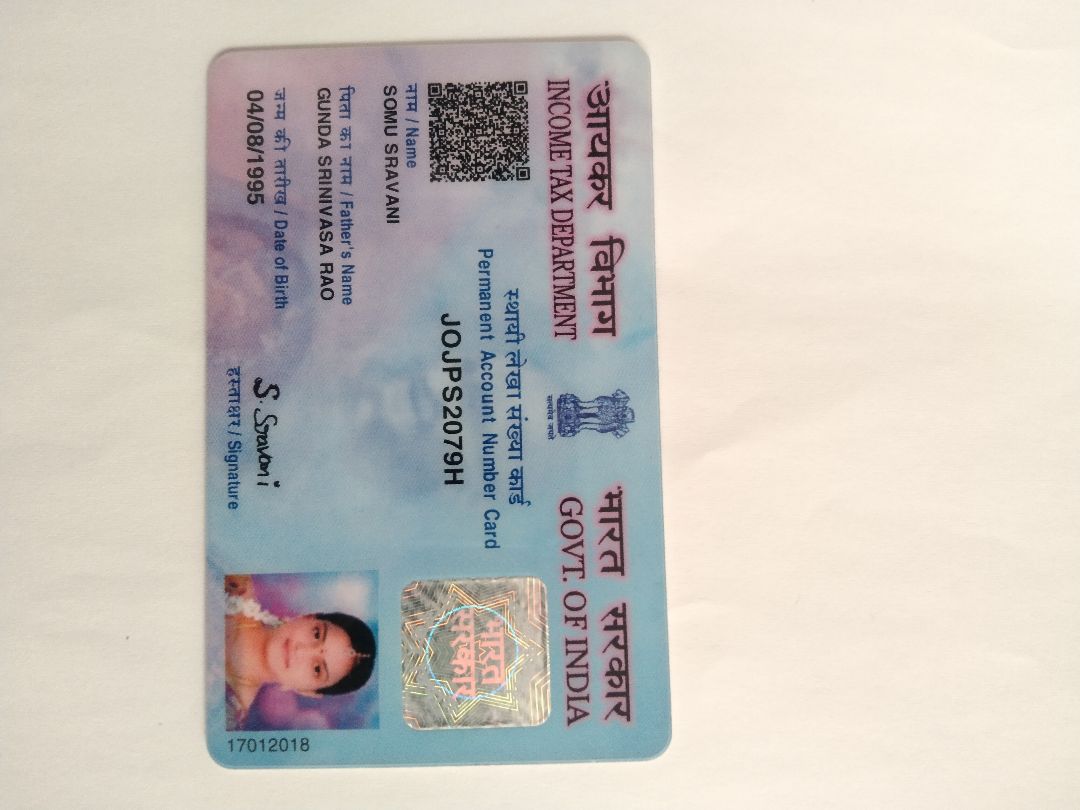 आयकर विभाग
INCOME TAX DEPARTMENT
सत्यमेव जयते
भारत सरकार
GOVT. OF INDIA
स्थायी लेखा संख्या कार्ड
Permanent Account Number Card
JOJPS2079H
नाम / Name
SOMU SRAVANI
पिता का नाम / Father's Name
GUNDA SRINIVASA RAO
जन्म की तारीख / Date of Birth
04/08/1995
S. Sravani
हस्ताक्षर / Signature
भारत
सरकार
17012018